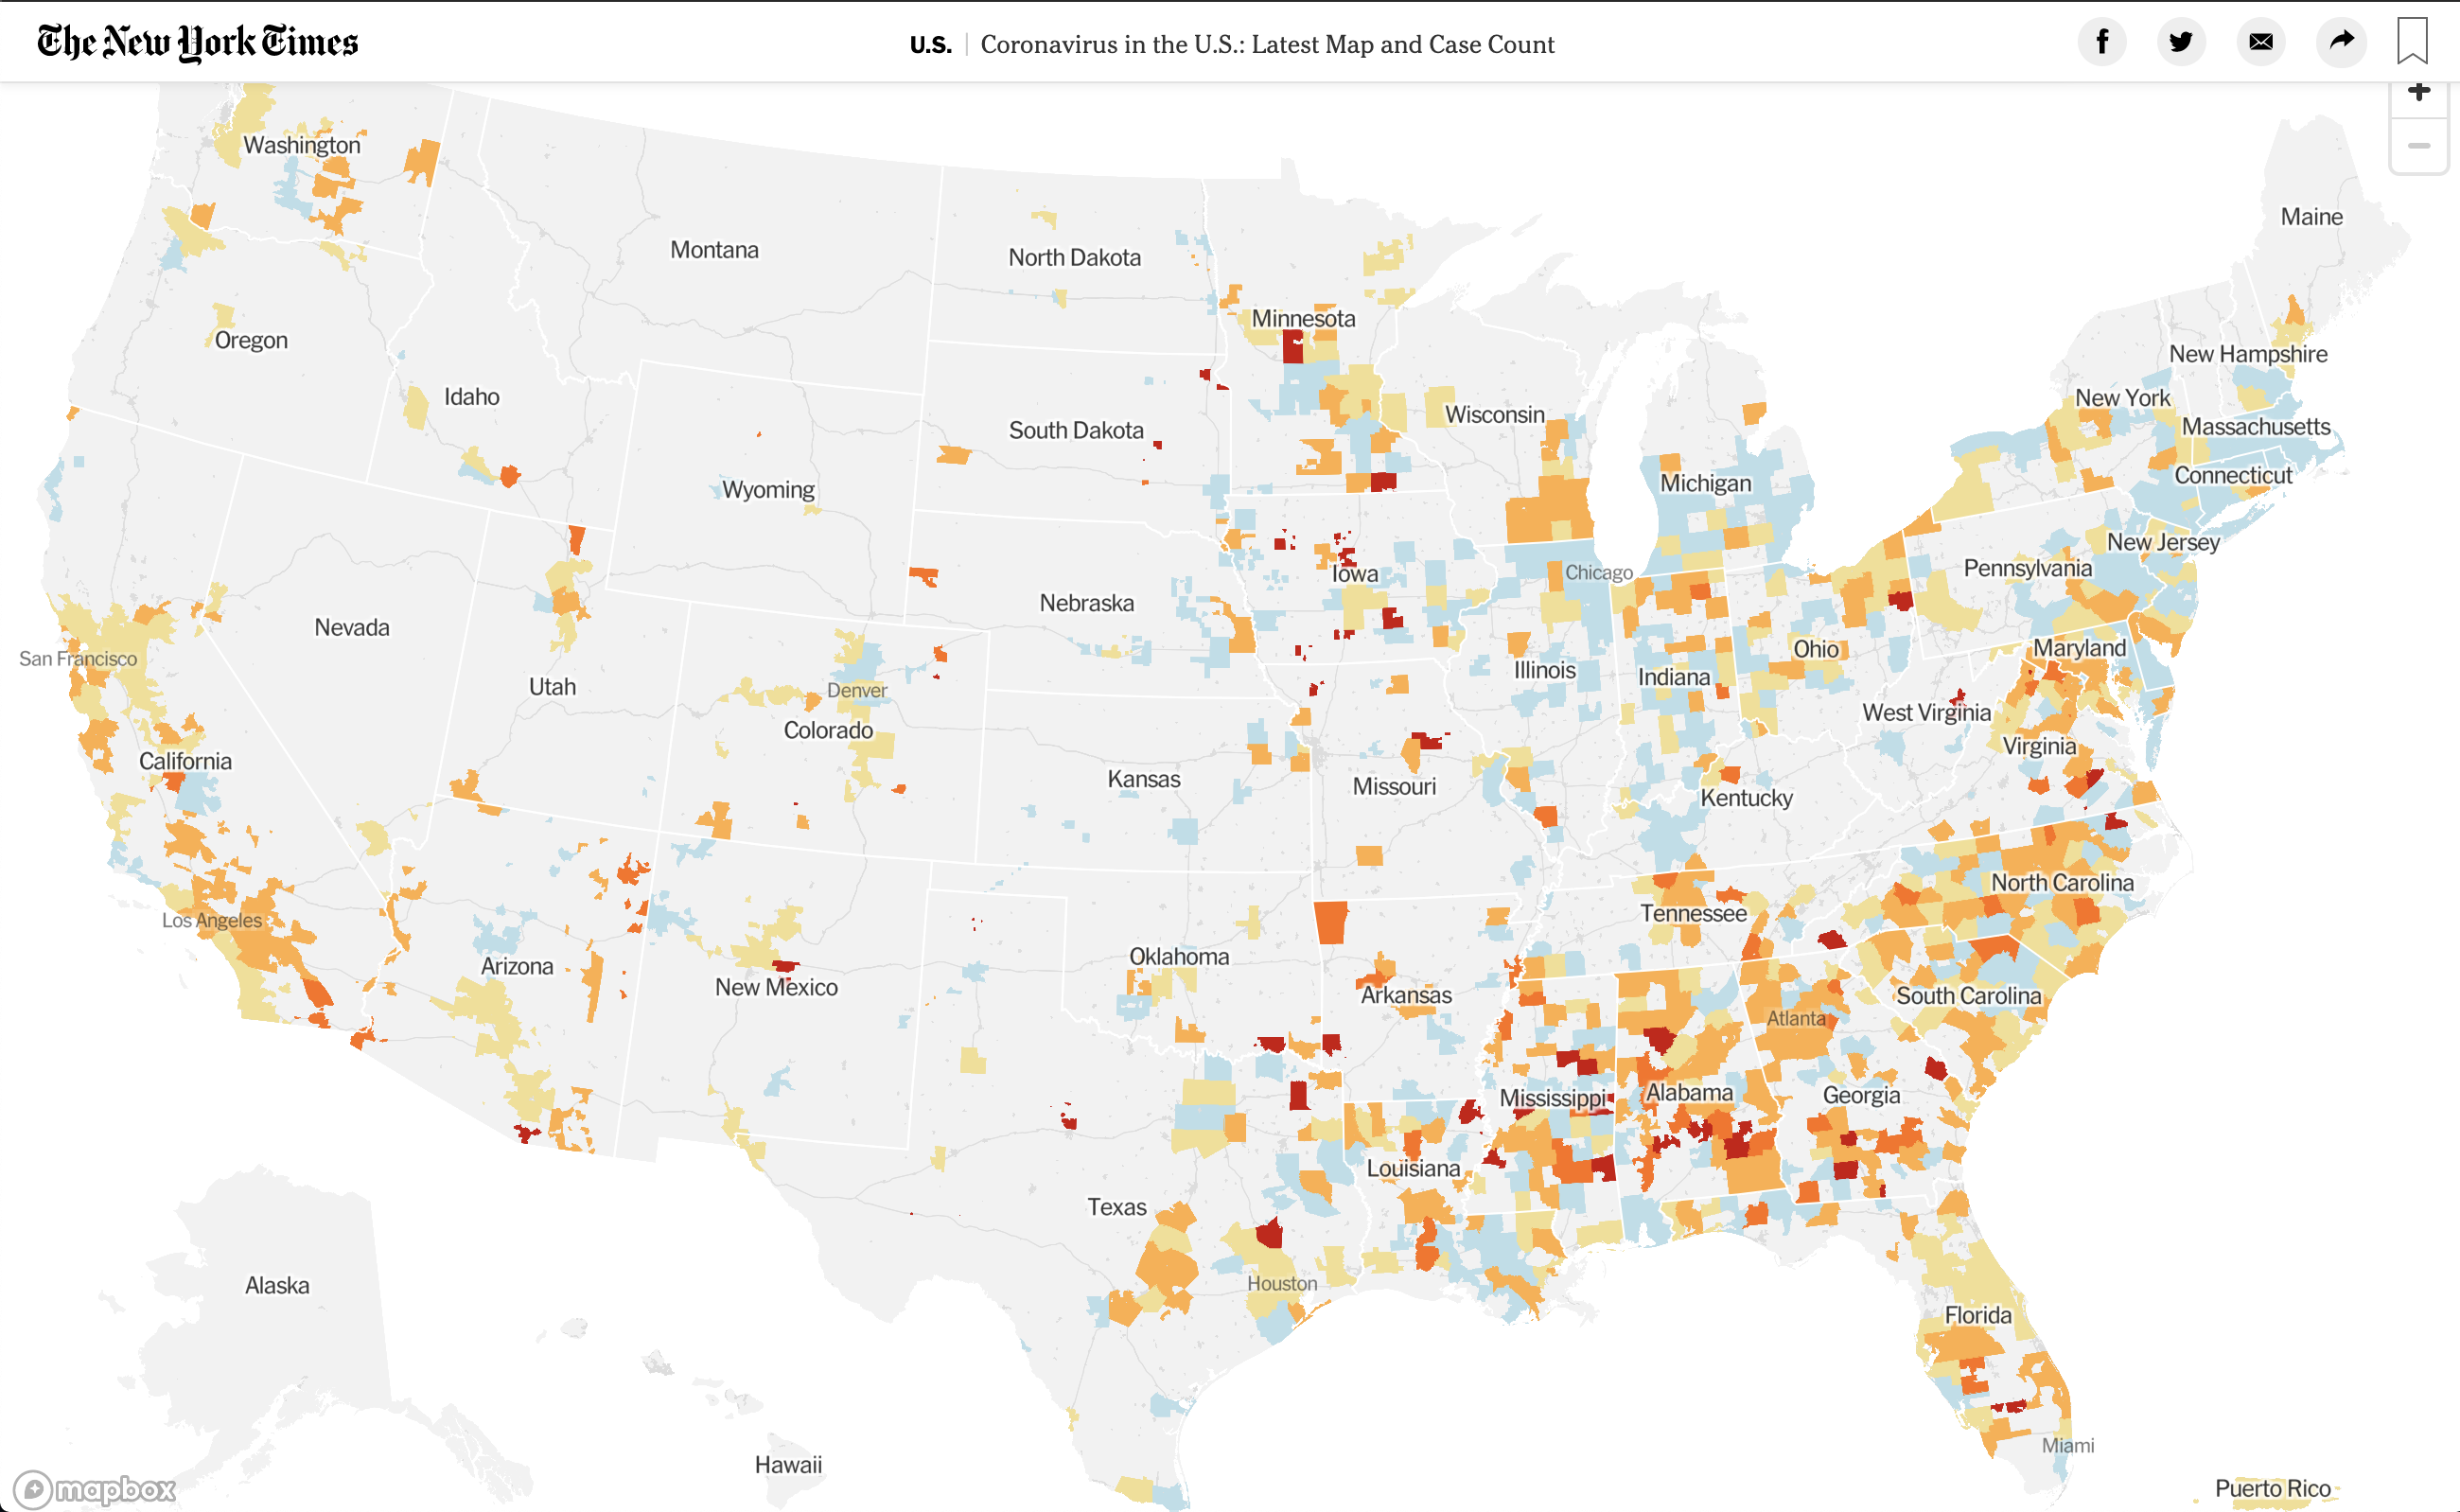 The New York Times
U.S. | Coronavirus in the U.S.: Latest Map and Case Count
+
−
Washington
Maine
Montana
North Dakota
Minnesota
Oregon
New Hampshire
Idaho
New York
Wisconsin
Massachusetts
South Dakota
Connecticut
Michigan
Wyoming
New Jersey
Pennsylvania
Chicago
Iowa
Nebraska
Nevada
Maryland
Ohio
San Francisco
Illinois
Indiana
Utah
Denver
West Virginia
Colorado
Virginia
California
Kansas
Missouri
Kentucky
North Carolina
Tennessee
Los Angeles
Oklahoma
Arizona
New Mexico
Arkansas
South Carolina
Atlanta
Alabama
Georgia
Mississippi
Louisiana
Texas
Houston
Alaska
Florida
Miami
Hawaii
Puerto Rico
mapbox